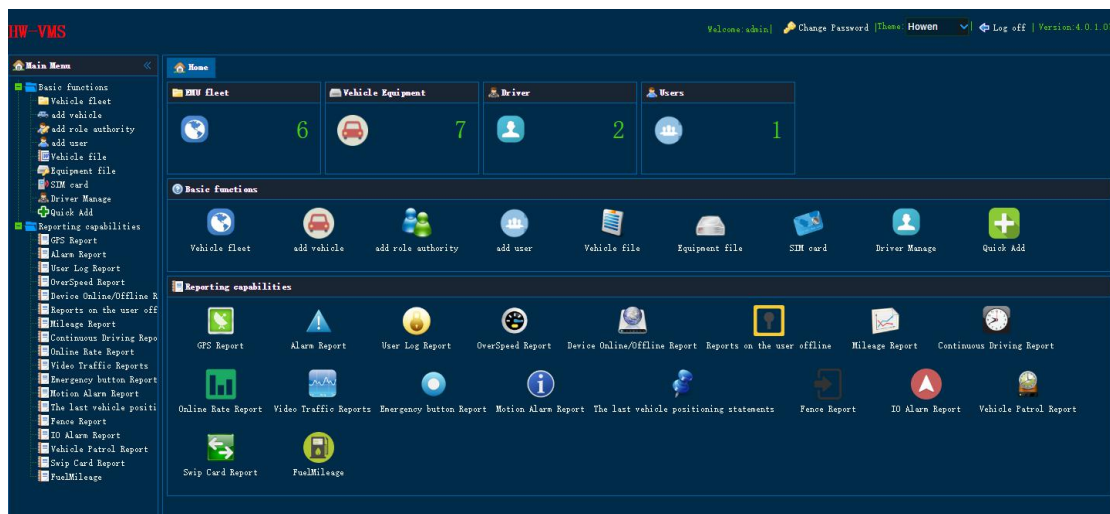 HW-VMS
Welcome:admin| Change Password |Theme: Howen | Log off | Version:4.0.1.0
Main Menu
Basic functions
Vehicle fleet
add vehicle
add role authority
add user
Vehicle file
Equipment file
SIM card
Driver Manage
Quick Add
Reporting capabilities
GPS Report
Alarm Report
User Log Report
OverSpeed Report
Device Online/Offline R
Reports on the user off
Mileage Report
Continuous Driving Repo
Online Rate Report
Video Traffic Reports
Emergency button Report
Motion Alarm Report
The last vehicle positi
Fence Report
IO Alarm Report
Vehicle Patrol Report
Swip Card Report
FuelMileage
Home
fleet Vehicle Equipment Driver Users
6 7 2 1
Basic functions
Vehicle fleet add vehicle add role authority add user Vehicle file Equipment file SIM card Driver Manage Quick Add
Reporting capabilities
GPS Report Alarm Report User Log Report OverSpeed Report Device Online/Offline Report Reports on the user offline Mileage Report Continuous Driving Report
Online Rate Report Video Traffic Reports Emergency button Report Motion Alarm Report The last vehicle positioning statements Fence Report IO Alarm Report Vehicle Patrol Report
Swip Card Report FuelMileage